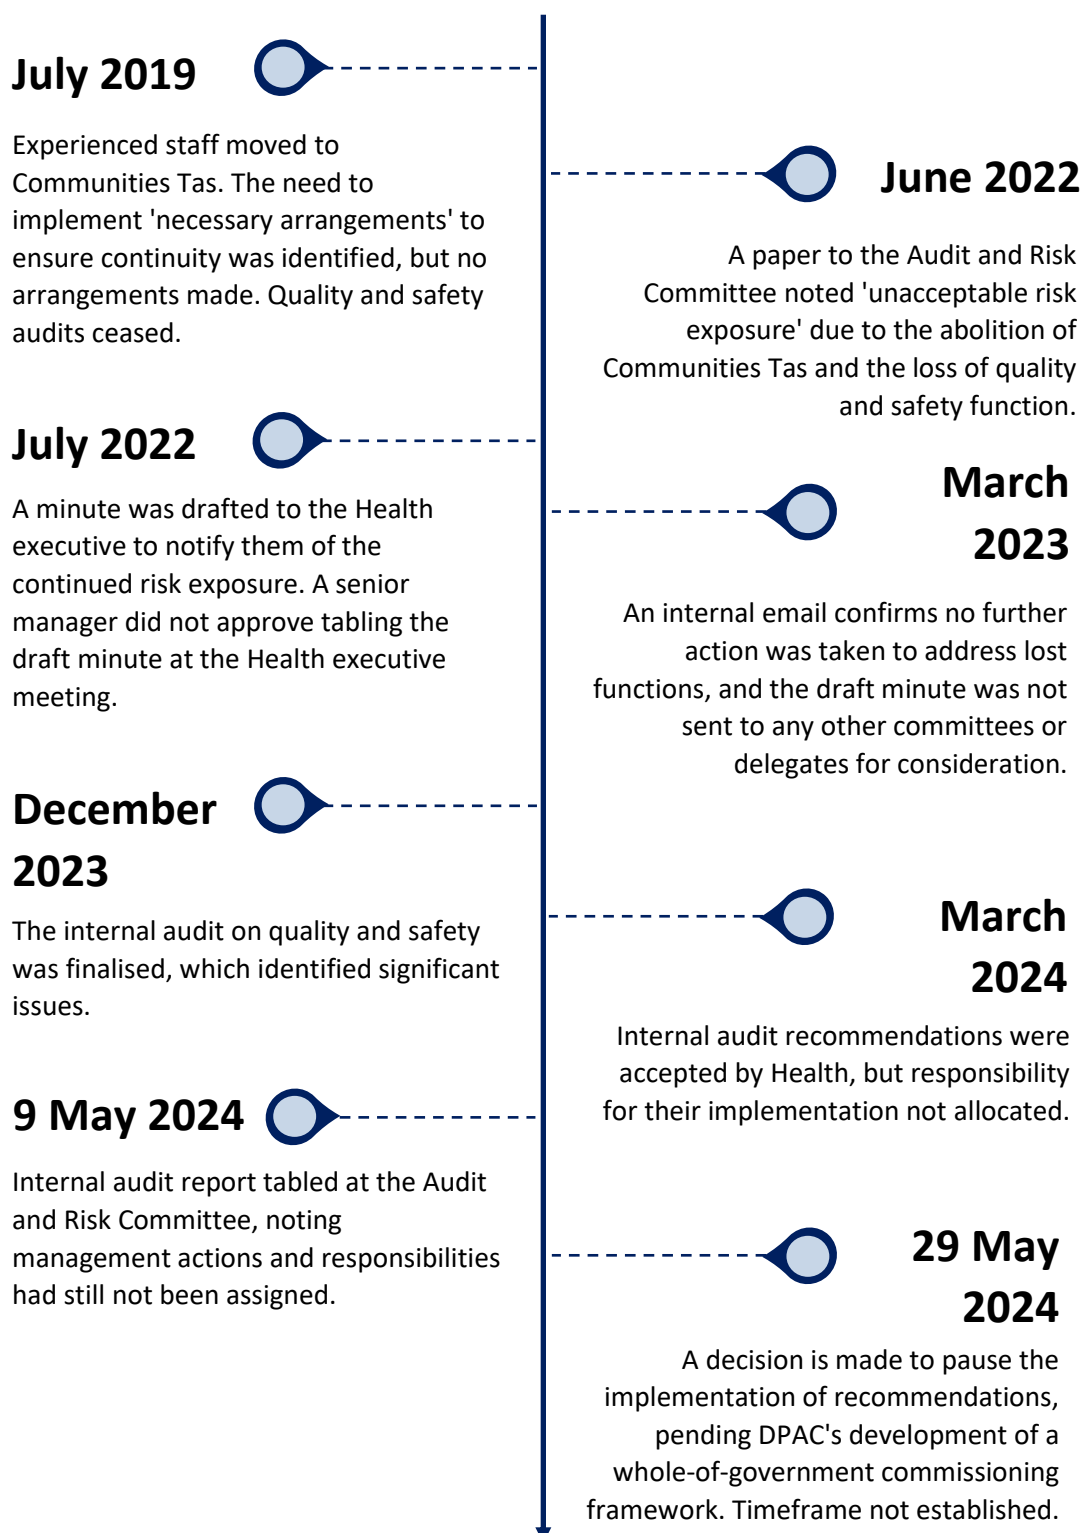 July 2019
Experienced staff moved to
Communities Tas. The need to
implement 'necessary arrangements' to
ensure continuity was identified, but no
arrangements made. Quality and safety
audits ceased.
June 2022
A paper to the Audit and Risk
Committee noted 'unacceptable risk
exposure' due to the abolition of
Communities Tas and the loss of quality
and safety function.
July 2022
A minute was drafted to the Health
executive to notify them of the
continued risk exposure. A senior
manager did not approve tabling the
draft minute at the Health executive
meeting.
March
2023
An internal email confirms no further
action was taken to address lost
functions, and the draft minute was not
sent to any other committees or
delegates for consideration.
December
2023
The internal audit on quality and safety
was finalised, which identified significant
issues.
March
2024
Internal audit recommendations were
accepted by Health, but responsibility
for their implementation not allocated.
9 May 2024
Internal audit report tabled at the Audit
and Risk Committee, noting
management actions and responsibilities
had still not been assigned.
29 May
2024
A decision is made to pause the
implementation of recommendations,
pending DPAC's development of a
whole-of-government commissioning
framework. Timeframe not established.